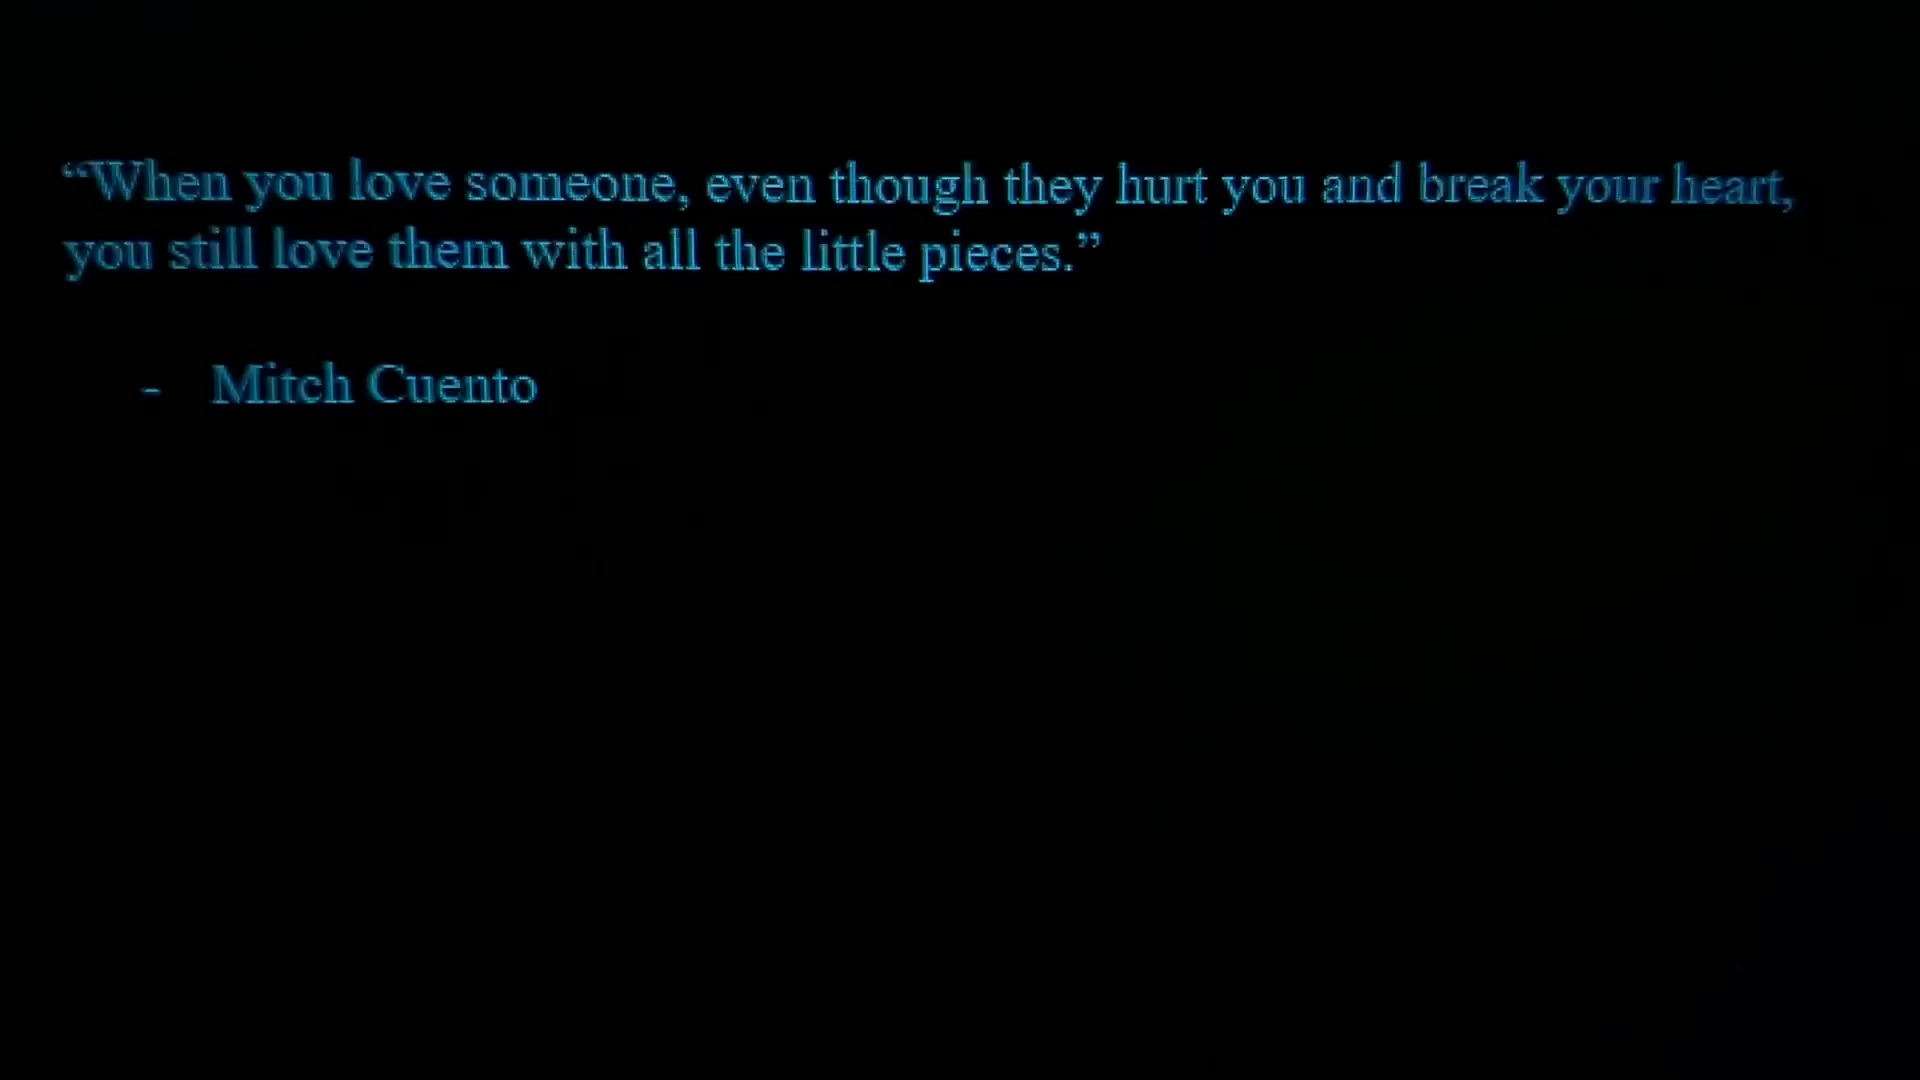 “When you love someone, even though they hurt you and break your heart,
you still love them with all the little pieces.”
- Mitch Cuento